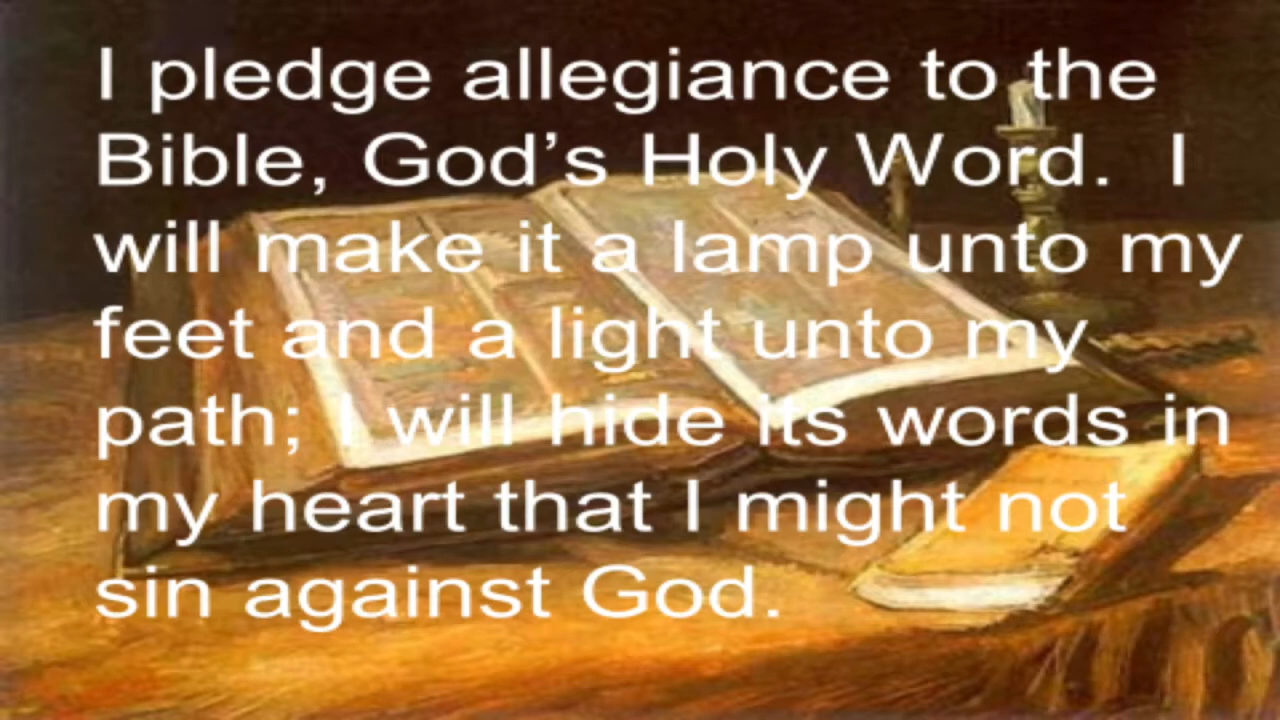 I pledge allegiance to the
Bible, God’s Holy Word.  I
will make it a lamp unto my
feet and a light unto my
path; I will hide its words in
my heart that I might not
sin against God.